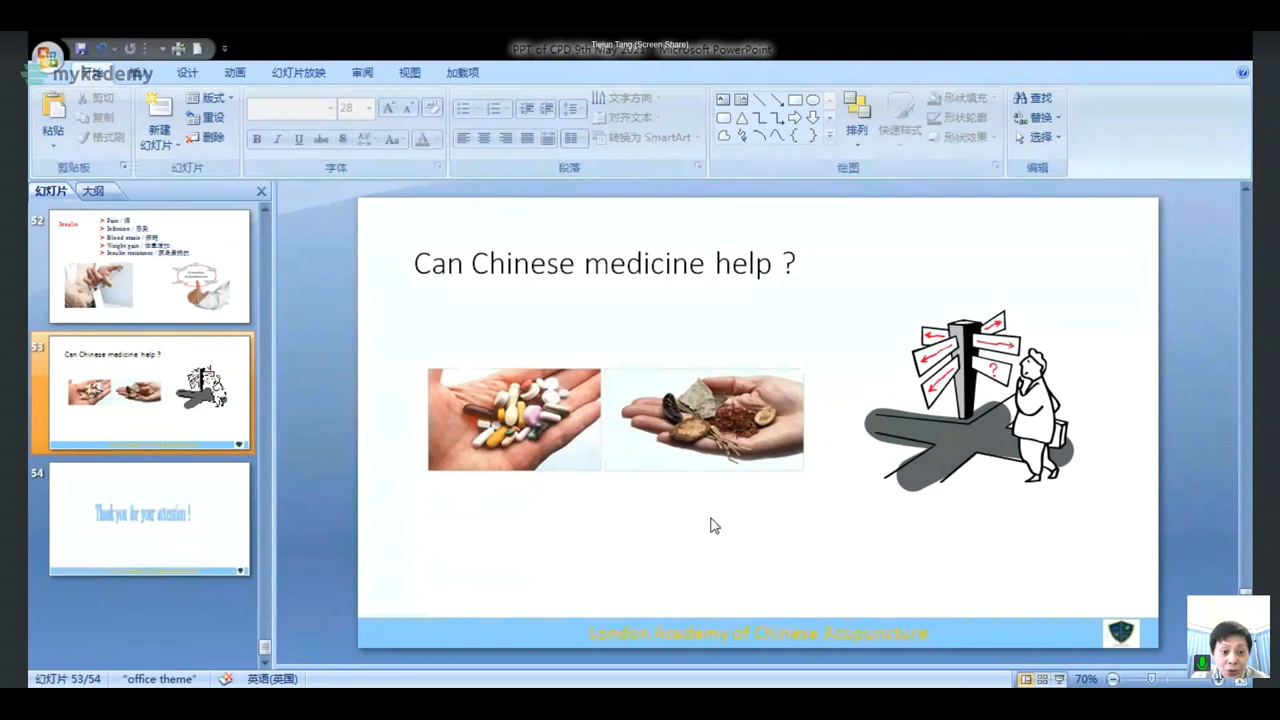 Tiejun Tang (Screen Share)
PPT of CPD 9th May 2021 - Microsoft PowerPoint
mykademy
开始 插入 设计 动画 幻灯片放映 审阅 视图 加载项
粘贴
剪切
复制
格式刷
剪贴板
新建
幻灯片
版式
重设
删除
幻灯片
28
B I U abc S AV Aa A
字体
文字方向
对齐文本
转换为 SmartArt
段落
排列
快速样式
形状填充
形状轮廓
形状效果
绘图
查找
替换
选择
编辑
幻灯片 大纲
52
Insulin
Pain / 痛
Infection / 感染
Blood stasis / 瘀血
Weight gain / 体重增加
Insulin resistance / 胰岛素抵抗
53
Can Chinese medicine help ?
54
Thank you for your attention !
Can Chinese medicine help ?
?
London Academy of Chinese Acupuncture
幻灯片 53/54 "office theme" 英语(英国) 70%